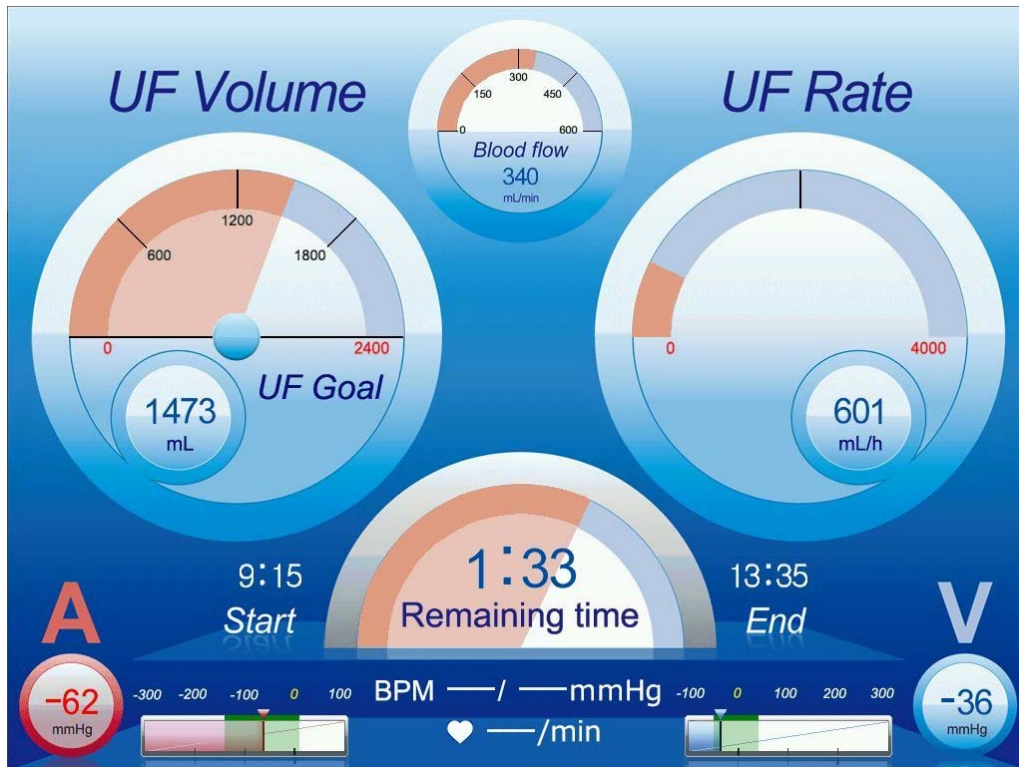 UF Volume
UF Rate
0
150
300
450
600
Blood flow
340
mL/min
0
600
1200
1800
2400
UF Goal
1473
mL
0
4000
601
mL/h
9:15
Start
1:33
Remaining time
13:35
End
A
-62
mmHg
-300 -200 -100 0 100
BPM —/ —mmHg
—/min
-100 0 100 200 300
V
-36
mmHg